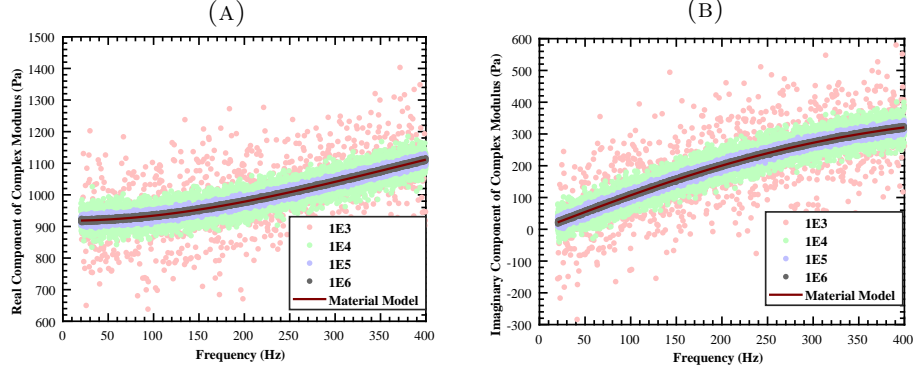 (A)
1500
1400
1300
1200
1100
1000
900
800
700
600
Real Component of Complex Modulus (Pa)
0 50 100 150 200 250 300 350 400
Frequency (Hz)
1E3
1E4
1E5
1E6
Material Model
(B)
600
500
400
300
200
100
0
-100
-200
-300
Imaginary Component of Complex Modulus (Pa)
0 50 100 150 200 250 300 350 400
Frequency (Hz)
1E3
1E4
1E5
1E6
Material Model